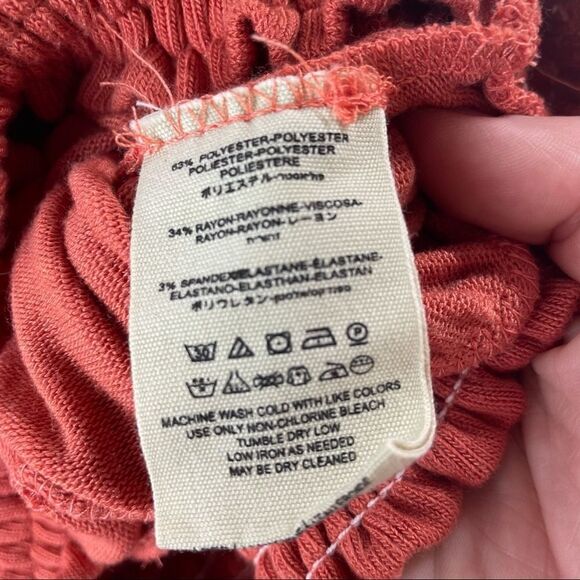 63% POLYESTER-POLYESTER
POLIESTER-POLYESTER
POLIESTERE
ポリエステル-פוליאסטר
34% RAYON-RAYONNE-VISCOSA-
RAYON-RAYON-レーヨン
3% SPANDEX-ELASTANE-ÉLASTANE-
ELASTANO-ELASTHAN-ELASTAN
ポリウレタン
30
MACHINE WASH COLD WITH LIKE COLORS
USE ONLY NON-CHLORINE BLEACH
TUMBLE DRY LOW
LOW IRON AS NEEDED
MAY BE DRY CLEANED